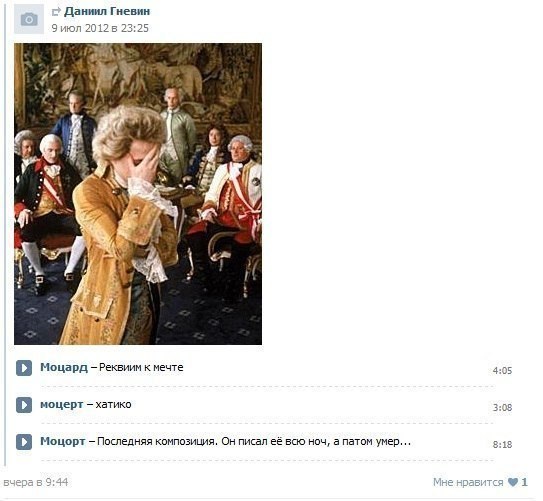 Даниил Гневин
9 июл 2012 в 23:25
Моцард – Реквиим к мечте
4:05
моцерт – хатико
3:08
Моцорт – Последняя композиция. Он писал её всю ноч, а патом умер...
8:18
вчера в 9:44
Мне нравится 1